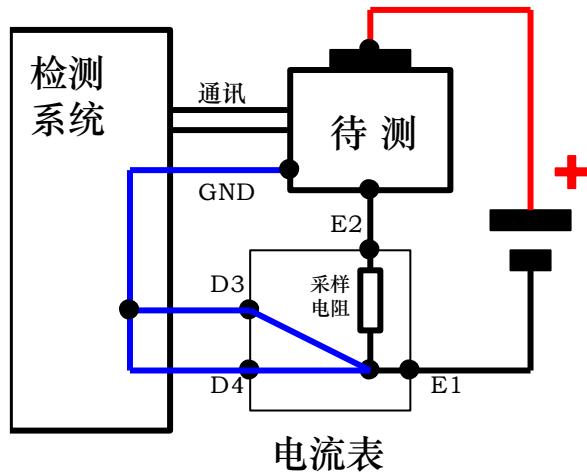 检测
系统
通讯
待 测
GND
E2
D3
采样
电阻
D4
E1
电流表
+